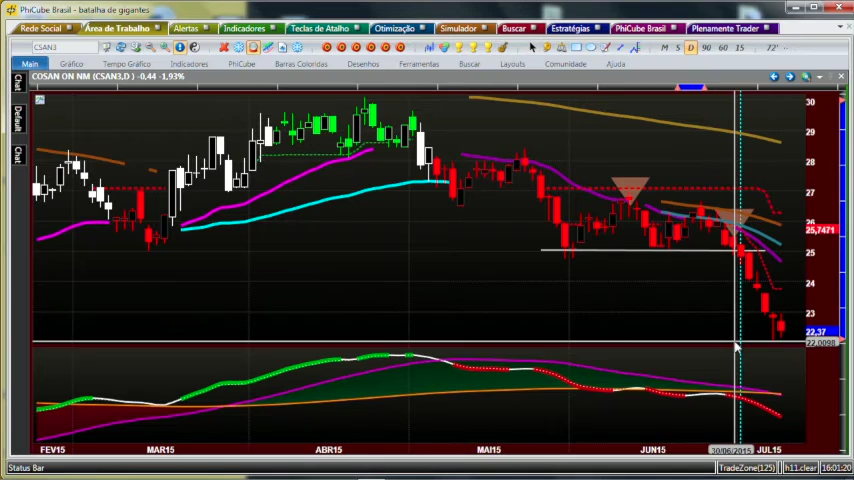 PhiCube Brasil - batalha de gigantes
Rede Social Área de Trabalho Alertas Indicadores Teclas de Atalho Otimização Simulador Buscar Estratégias PhiCube Brasil Plenamente Trader
CSAN3 M S D 90 60 15 72'
Main Tempo Gráfico Indicadores PhiCube Barras Coloridas Desenhos Ferramentas Buscar Layouts Comunidade Ajuda
COSAN ON NM (CSAN3,D ) -0,44 -1,93%
Chat
Default
Chat
30
29
28
27
26
25,7471
25
24
23
22,37
22,0098
FEV15 MAR15 ABR15 MAI15 JUN15 30/06/2015 JUL15
Status Bar TradeZone(125) h11.clear 16:01:20